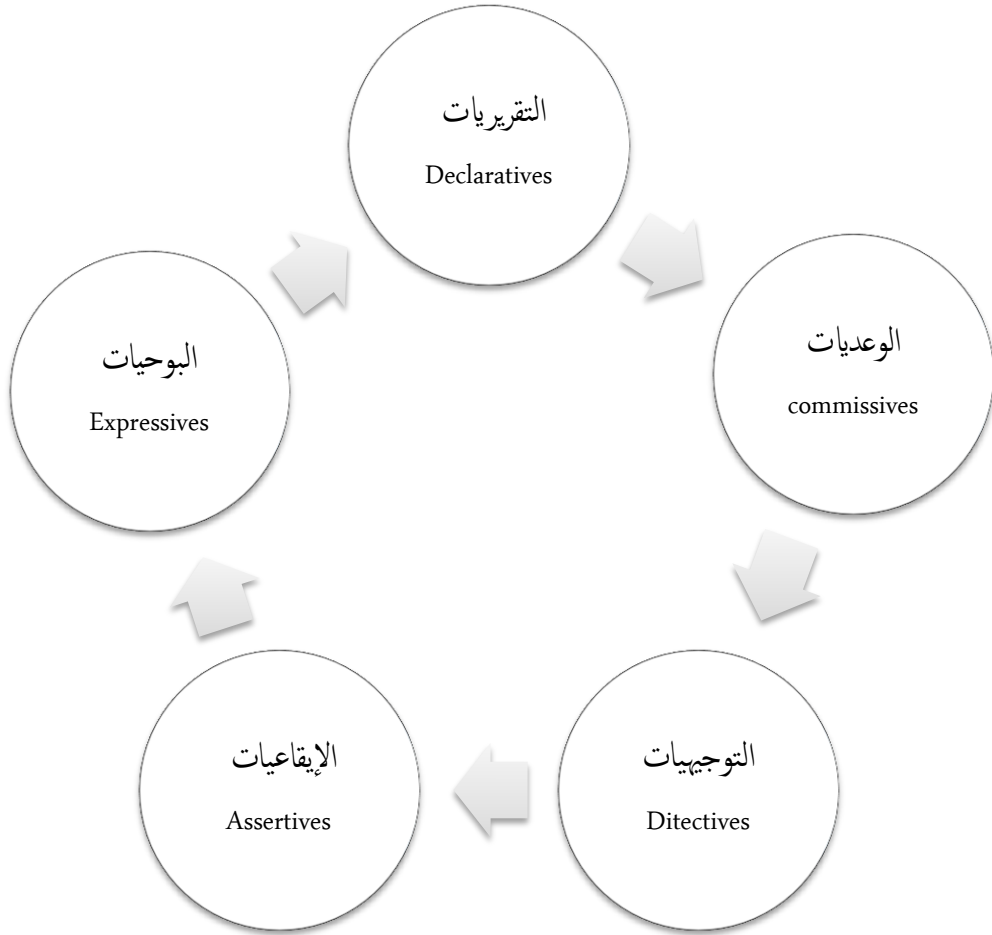 التقريريات
Declaratives
الوعديات
commissives
التوجيهيات
Ditectives
الإيقاعيات
Assertives
البوحيات
Expressives